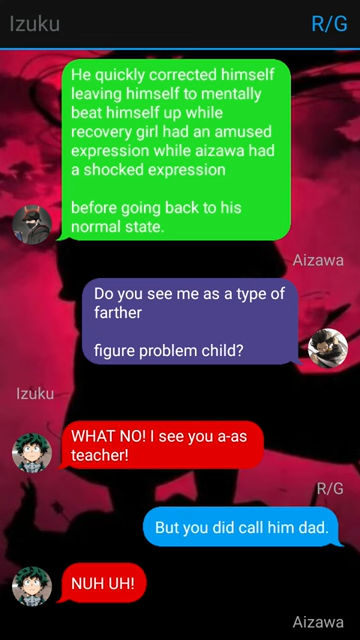 Izuku
R/G
He quickly corrected himself
leaving himself to mentally
beat himself up while
recovery girl had an amused
expression while aizawa had
a shocked expression
before going back to his
normal state.
Aizawa
Do you see me as a type of
farther
figure problem child?
Izuku
WHAT NO! I see you a-as
teacher!
R/G
But you did call him dad.
NUH UH!
Aizawa